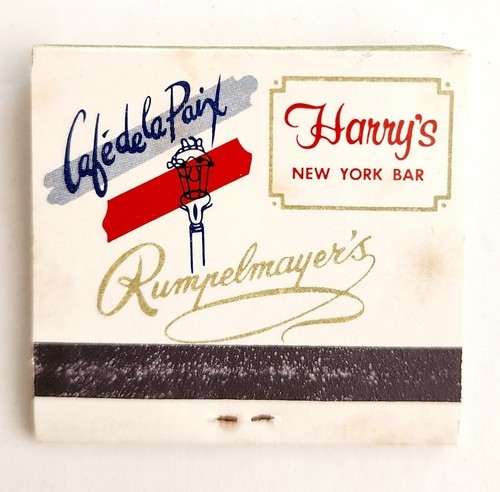 Café de la Paix
Harry's
NEW YORK BAR
Rumpelmayer's